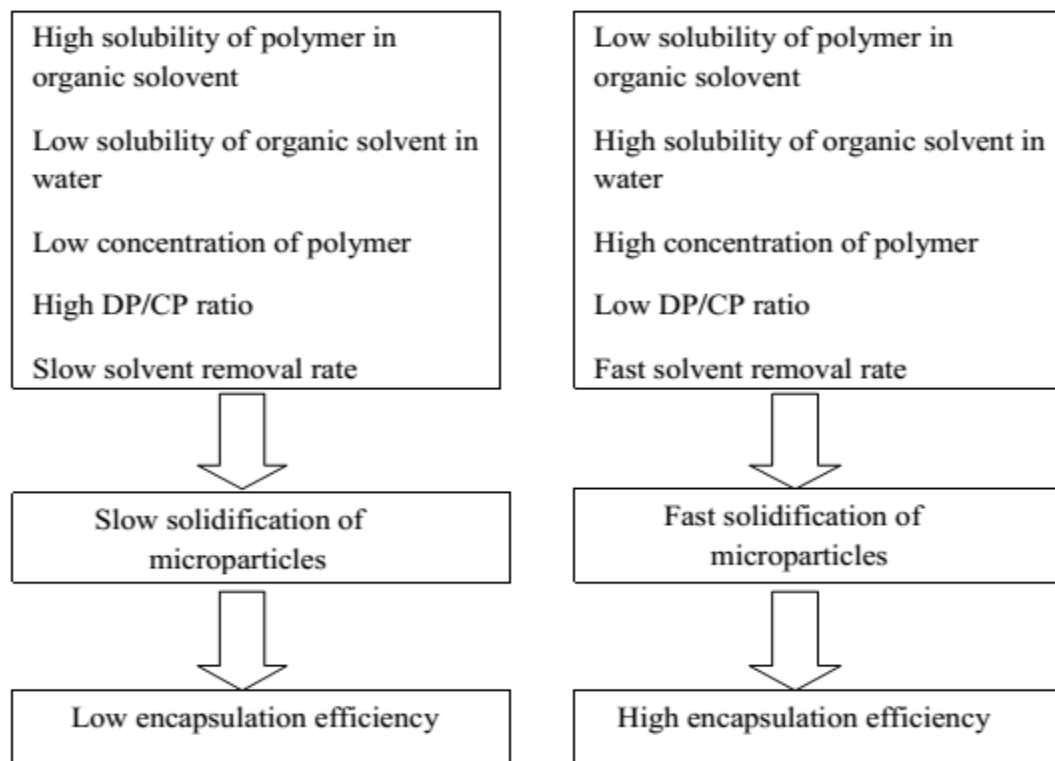 High solubility of polymer in
organic solovent
Low solubility of organic solvent in
water
Low concentration of polymer
High DP/CP ratio
Slow solvent removal rate
Slow solidification of
microparticles
Low encapsulation efficiency
Low solubility of polymer in
organic solovent
High solubility of organic solvent in
water
High concentration of polymer
Low DP/CP ratio
Fast solvent removal rate
Fast solidification of
microparticles
High encapsulation efficiency